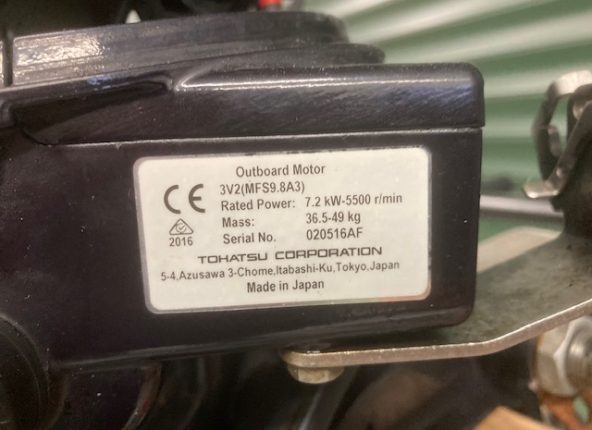 Outboard Motor
CE
3V2(MFS9.8A3)
Rated Power: 7.2 kW-5500 r/min
Mass: 36.5-49 kg
2016
Serial No. 020516AF
TOHATSU CORPORATION
5-4,Azusawa 3-Chome,Itabashi-Ku,Tokyo,Japan
Made in Japan